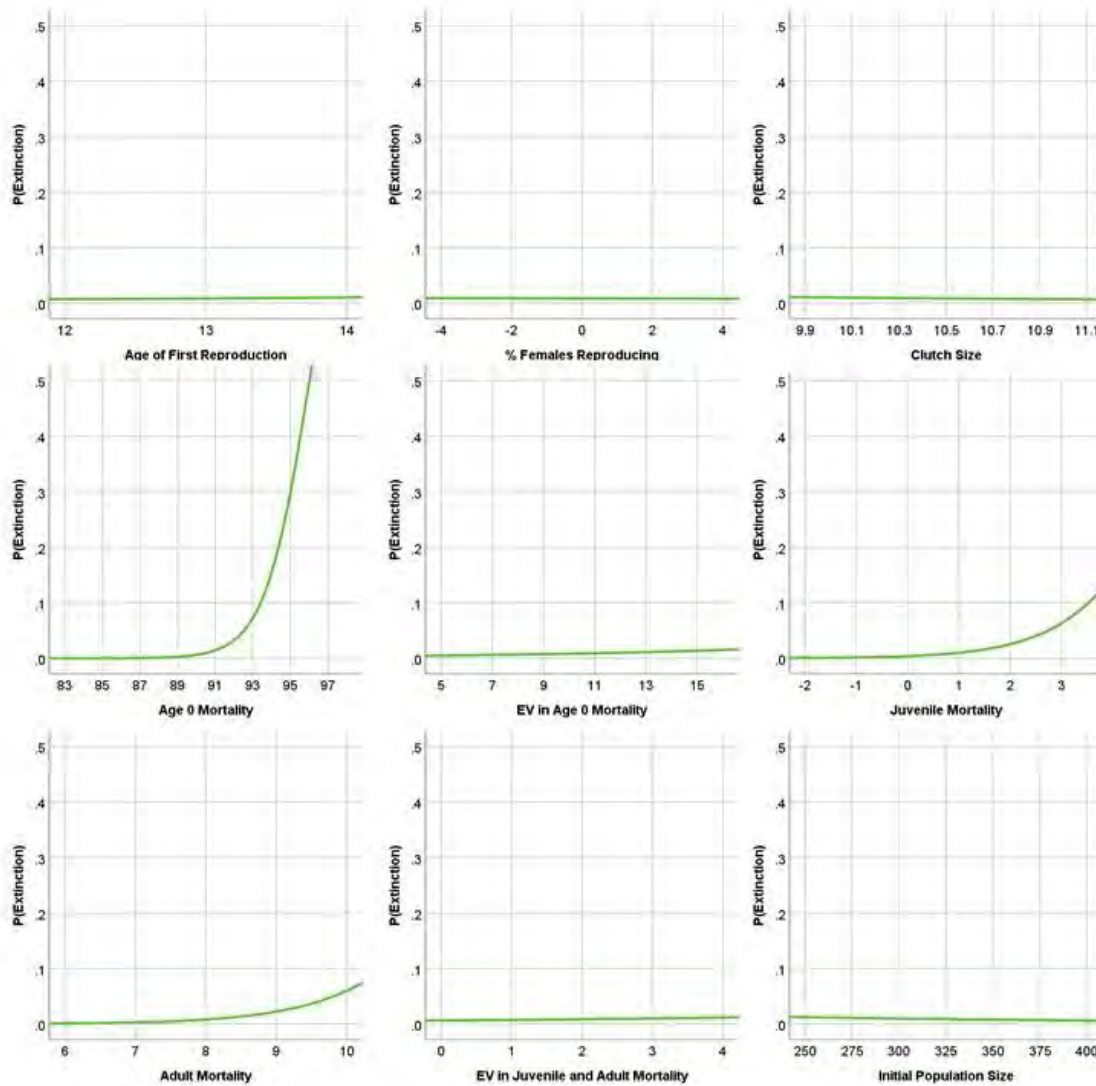 .5 .5 .5
.4 .4 .4
P(Extinction) .3 P(Extinction) .3 P(Extinction) .3
.2 .2 .2
.1 .1 .1
.0 .0 .0
12 13 14 -4 -2 0 2 4 9.9 10.1 10.3 10.5 10.7 10.9 11.1
Age of First Reproduction % Females Reproducing Clutch Size
.5 .5 .5
.4 .4 .4
P(Extinction) .3 P(Extinction) .3 P(Extinction) .3
.2 .2 .2
.1 .1 .1
.0 .0 .0
83 85 87 89 91 93 95 97 5 7 9 11 13 15 -2 -1 0 1 2 3
Age 0 Mortality EV in Age 0 Mortality Juvenile Mortality
.5 .5 .5
.4 .4 .4
P(Extinction) .3 P(Extinction) .3 P(Extinction) .3
.2 .2 .2
.1 .1 .1
.0 .0 .0
6 7 8 9 10 0 1 2 3 4 250 275 300 325 350 375 400
Adult Mortality EV in Juvenile and Adult Mortality Initial Population Size